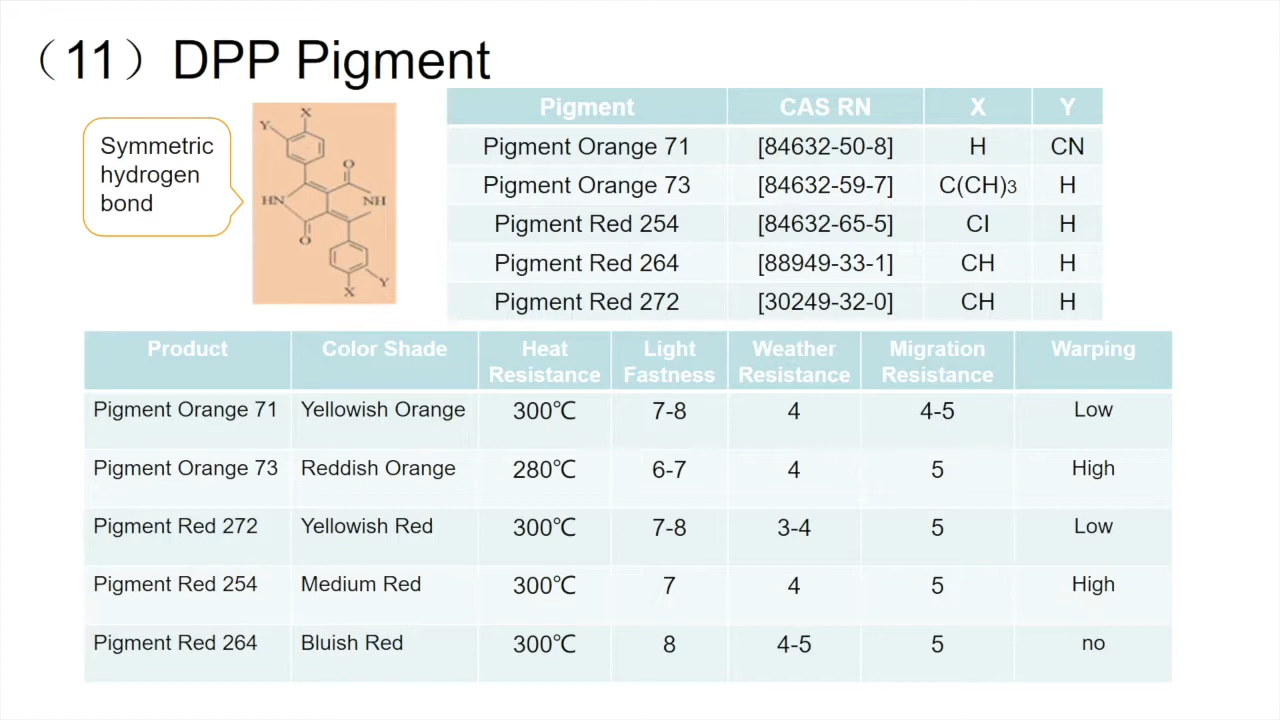 （11）DPP Pigment
Symmetric
hydrogen
bond
X
Y
O
HN
NH
O
Y
X
Pigment CAS RN X Y
Pigment Orange 71 [84632-50-8] H CN
Pigment Orange 73 [84632-59-7] C(CH)3 H
Pigment Red 254 [84632-65-5] CI H
Pigment Red 264 [88949-33-1] CH H
Pigment Red 272 [30249-32-0] CH H
Product Color Shade Heat Resistance Light Fastness Weather Resistance Migration Resistance Warping
Pigment Orange 71 Yellowish Orange 300℃ 7-8 4 4-5 Low
Pigment Orange 73 Reddish Orange 280℃ 6-7 4 5 High
Pigment Red 272 Yellowish Red 300℃ 7-8 3-4 5 Low
Pigment Red 254 Medium Red 300℃ 7 4 5 High
Pigment Red 264 Bluish Red 300℃ 8 4-5 5 no